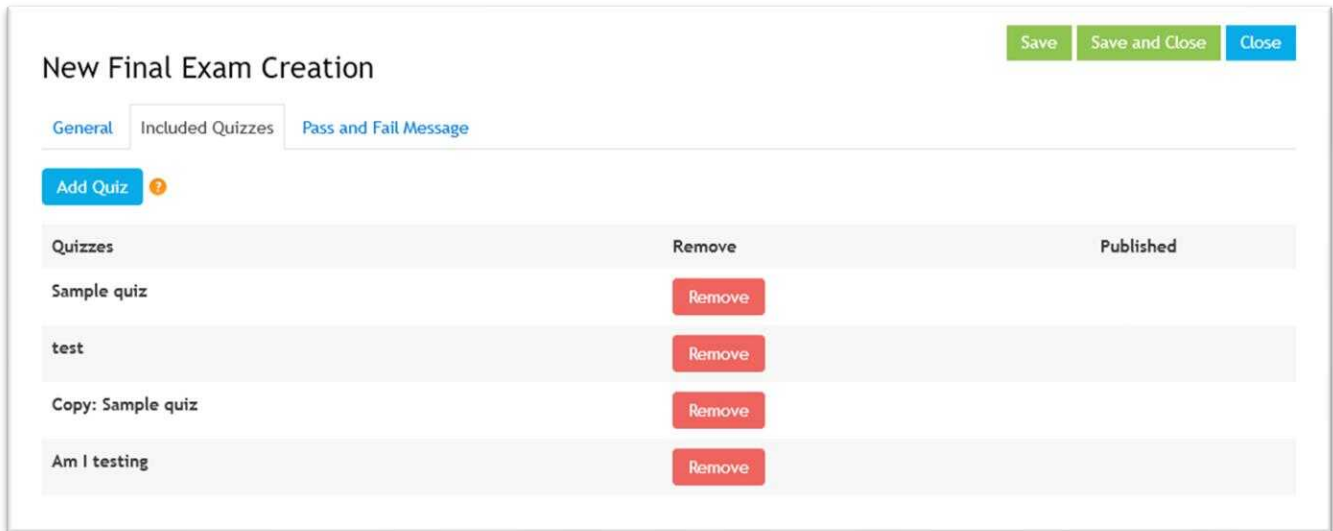 Save Save and Close Close
New Final Exam Creation
General Included Quizzes Pass and Fail Message
Add Quiz ?
Quizzes Remove Published
Sample quiz Remove
test Remove
Copy: Sample quiz Remove
Am I testing Remove